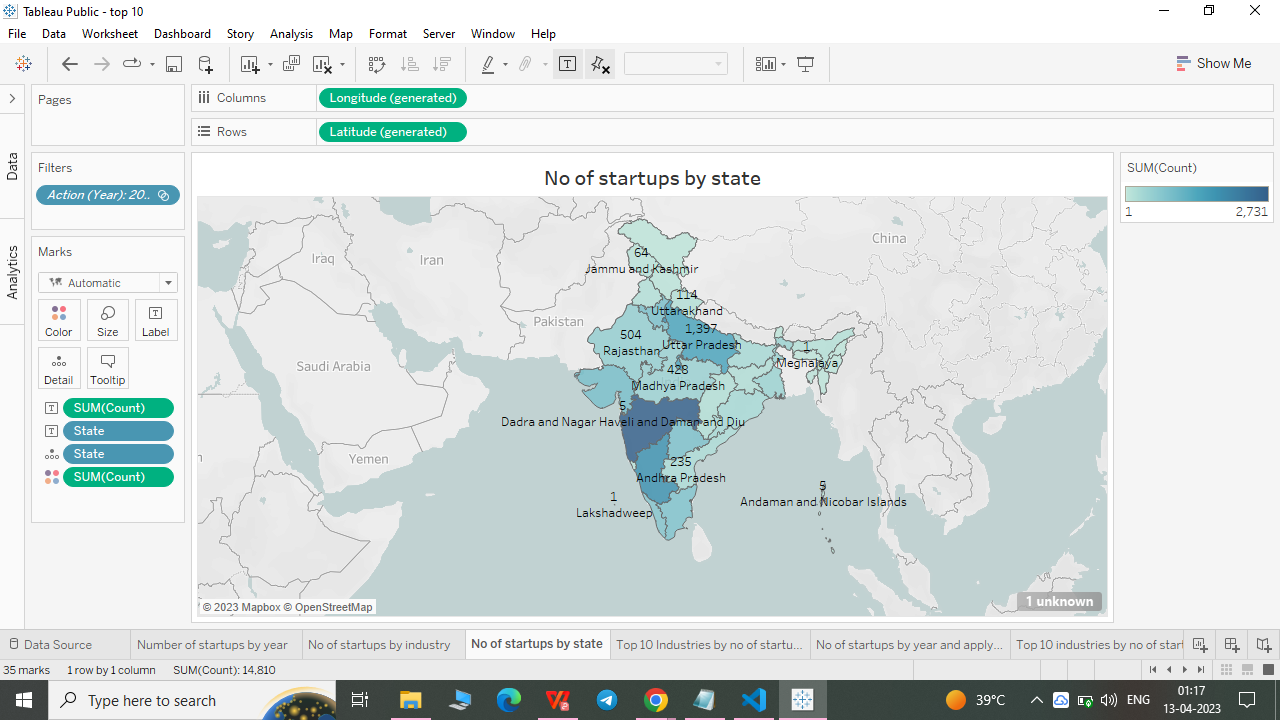 Tableau Public - top 10
File Data Worksheet Dashboard Story Analysis Map Format Server Window Help
Show Me
Pages
Columns
Longitude (generated)
Rows
Latitude (generated)
Data
Analytics
Filters
Action (Year): 20..
Marks
Automatic
Color Size Label
Detail Tooltip
SUM(Count)
State
State
SUM(Count)
No of startups by state
Iraq
Iran
China
Pakistan
Saudi Arabia
Yemen
64
Jammu and Kashmir
114
Uttarakhand
504
Rajasthan
1,397
Uttar Pradesh
1
Meghalaya
428
Madhya Pradesh
5
Dadra and Nagar Haveli and Daman and Diu
235
Andhra Pradesh
1
Lakshadweep
5
Andaman and Nicobar Islands
© 2023 Mapbox © OpenStreetMap
1 unknown
SUM(Count)
1 2,731
Data Source
Number of startups by year
No of startups by industry
No of startups by state
Top 10 Industries by no of startu...
No of startups by year and appy...
Top 10 industries by no of start
35 marks 1 row by 1 column SUM(Count): 14,810
Type here to search
39°C
ENG
01:17
13-04-2023